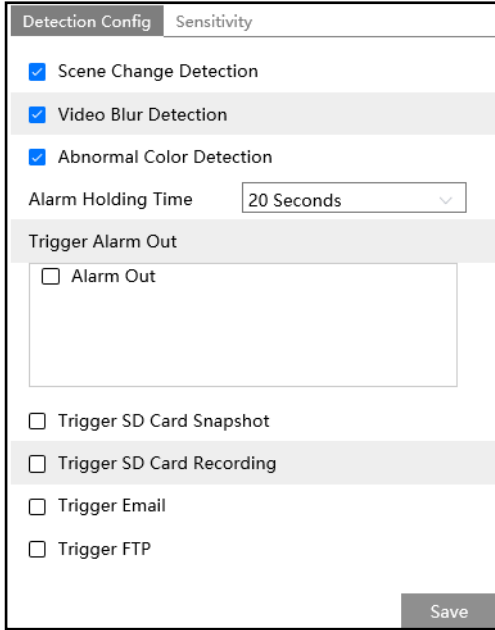 Detection Config Sensitivity
Scene Change Detection
Video Blur Detection
Abnormal Color Detection
Alarm Holding Time 20 Seconds
Trigger Alarm Out
Alarm Out
Trigger SD Card Snapshot
Trigger SD Card Recording
Trigger Email
Trigger FTP
Save